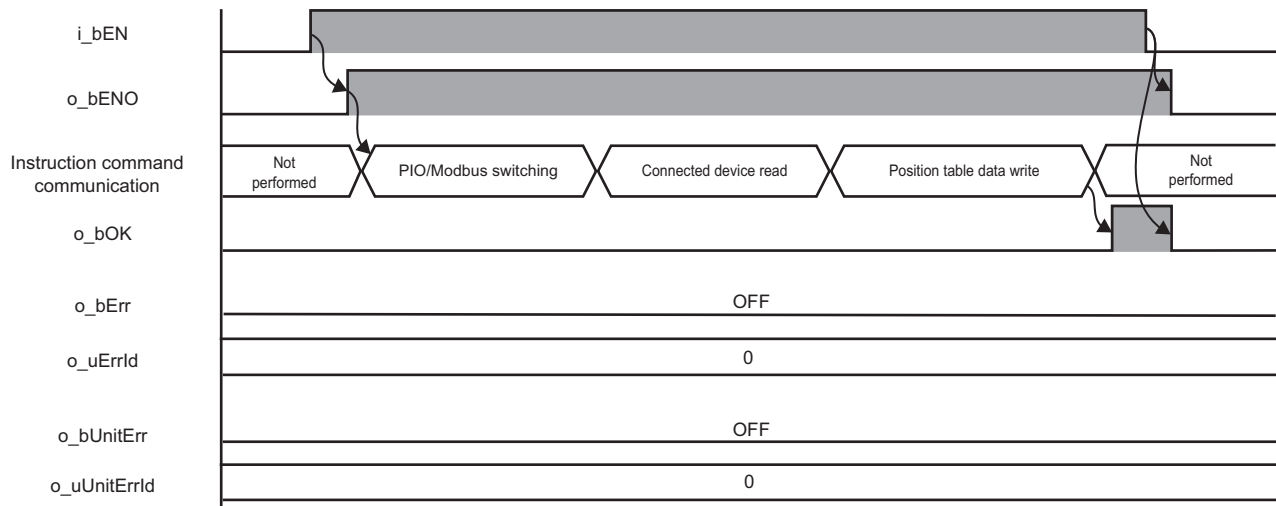 i_bEN
o_bENO
Instruction command
communication
Not
performed
PIO/Modbus switching
Connected device read
Position table data write
Not
performed
o_bOK
o_bErr
OFF
o_uErrId
0
o_bUnitErr
OFF
o_uUnitErrId
0